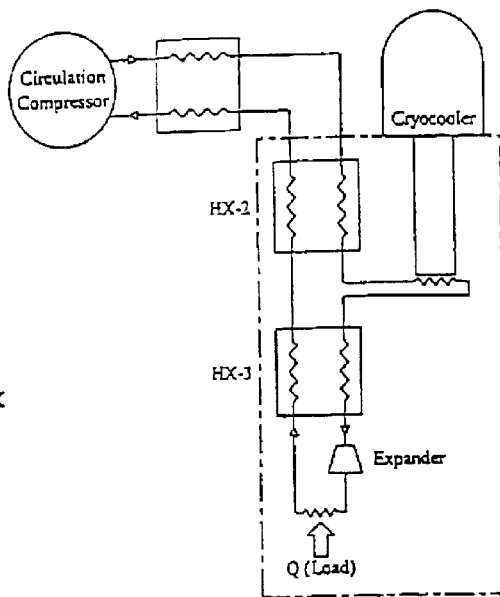 Circulation
Compressor
Cryocooler
HX-2
HX-3
Expander
Q (Load)